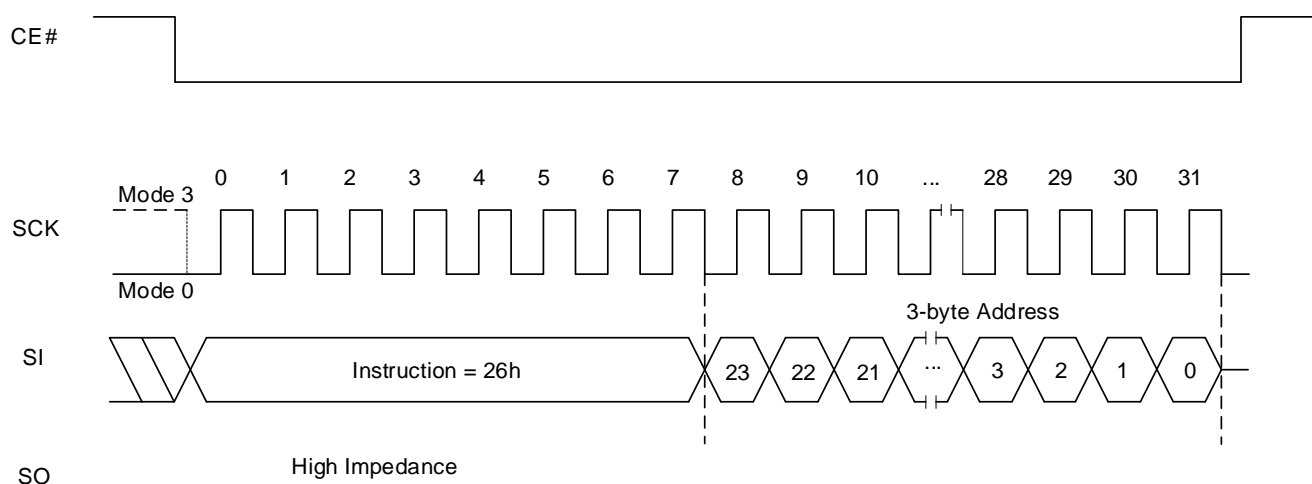 CE#
0 1 2 3 4 5 6 7 8 9 10 ... 28 29 30 31
Mode 3
SCK
Mode 0
3-byte Address
SI
Instruction = 26h 23 22 21 ... 3 2 1 0
High Impedance
SO